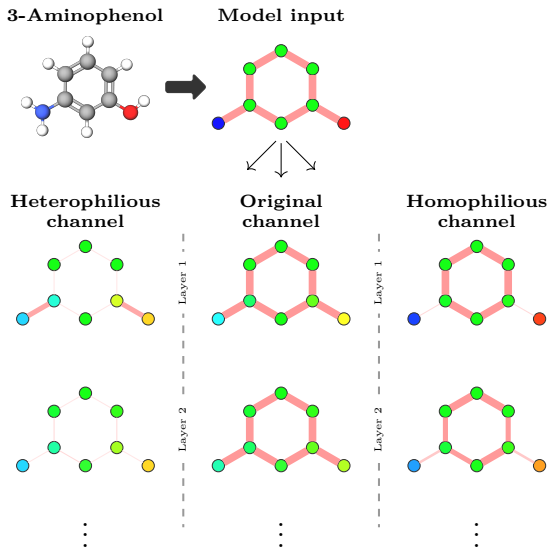 3-Aminophenol
Model input
Heterophilious
channel
Original
channel
Homophilious
channel
Layer 1
Layer 1
Layer 2
Layer 2